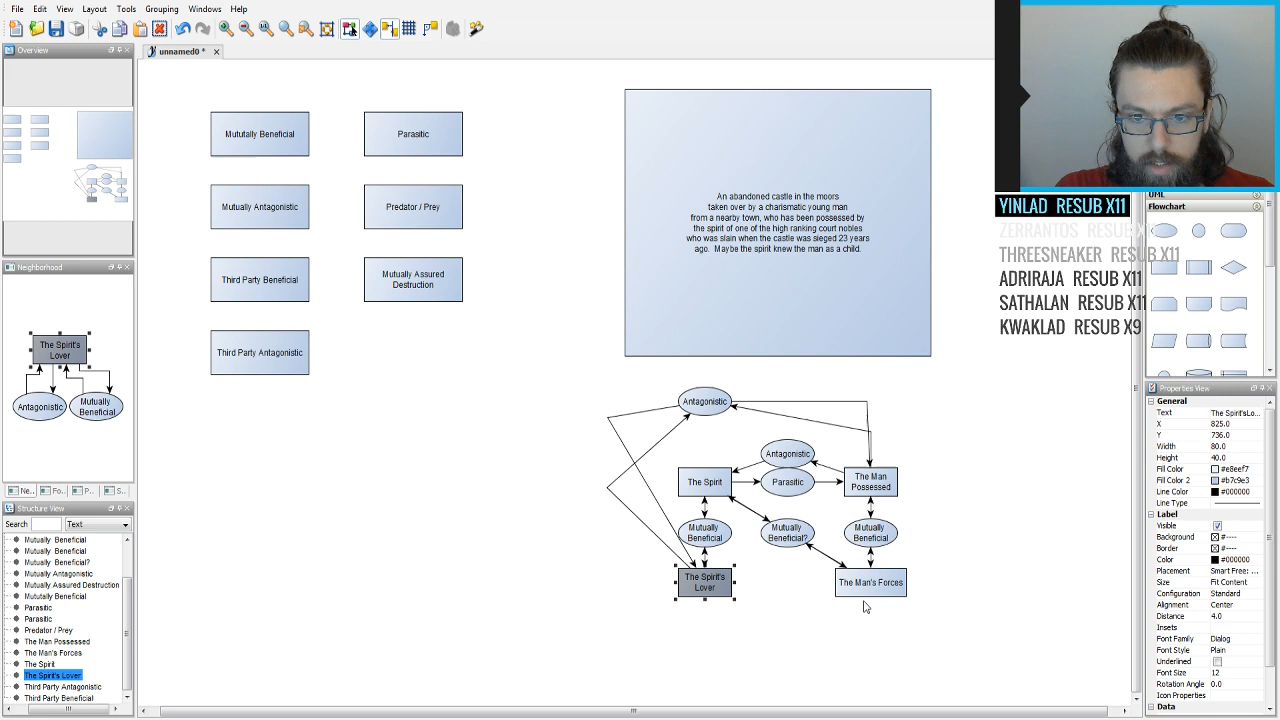 File Edit View Layout Tools Grouping Windows Help
unnamed0 *
Overview
Neighborhood
The Spirit's
Lover
Antagonistic
Mutually
Beneficial
Ne...
Fo...
P...
S...
Structure View
Search
Text
Mutually Beneficial
Mutually Beneficial
Mutually Beneficial?
Mutually Antagonistic
Mutually Assured Destruction
Mutually Beneficial
Parasitic
Parasitic
Predator / Prey
The Man Possessed
The Man's Forces
The Spirit
The Spirit's Lover
Third Party Antagonistic
Third Party Beneficial
Mututally Beneficial
Parasitic
Mutually Antagonistic
Predator / Prey
Third Party Beneficial
Mutually Assured
Destruction
Third Party Antagonistic
An abandoned castle in the moors
taken over by a charismatic young man
from a nearby town, who has been possessed by
the spirit of one of the high ranking court nobles
who was slain when the castle was sieged 23 years
ago. Maybe the spirit knew the man as a child.
Antagonistic
Antagonistic
The Spirit
Parasitic
The Man
Possessed
Mutually
Beneficial
Mutually
Beneficial?
Mutually
Beneficial
The Spirit's
Lover
The Man's Forces
YINLAD RESUB X11
ZERRANTOS RESUB X1
THREESNEAKER RESUB X11
ADRIRAJA RESUB X11
SATHALAN RESUB X11
KWAKLAD RESUB X9
UML
Flowchart
Properties View
General
Text The Spirit'sLo...
X 825.0
Y 736.0
Width 80.0
Height 40.0
Fill Color #e8eef7
Fill Color 2 #b7c9e3
Line Color #000000
Line Type
Label
Visible
Background #----
Border #----
Color #000000
Placement Smart Free: ...
Size Fit Content
Configuration Standard
Alignment Center
Distance 4.0
Insets
Font Family Dialog
Font Style Plain
Underlined
Font Size 12
Rotation Angle 0.0
Icon Properties
Data